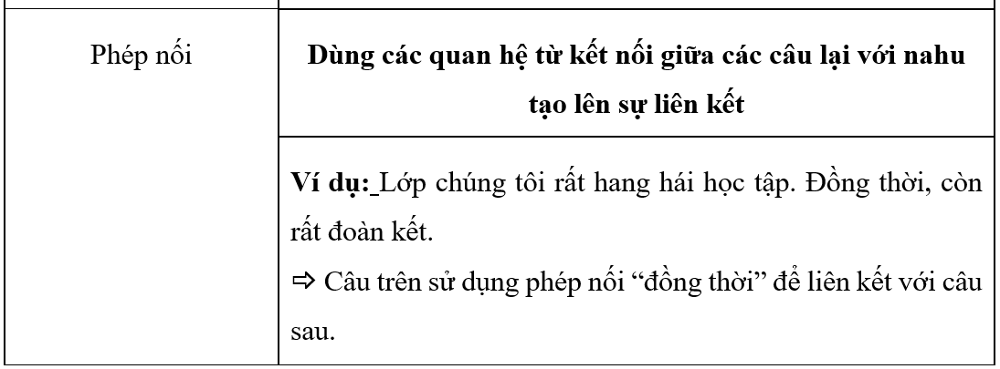 Phép nối
Dùng các quan hệ từ kết nối giữa các câu lại với nahu
tạo lên sự liên kết
Ví dụ: Lớp chúng tôi rất hang hái học tập. Đồng thời, còn
rất đoàn kết.
⇨ Câu trên sử dụng phép nối “đồng thời” để liên kết với câu
sau.